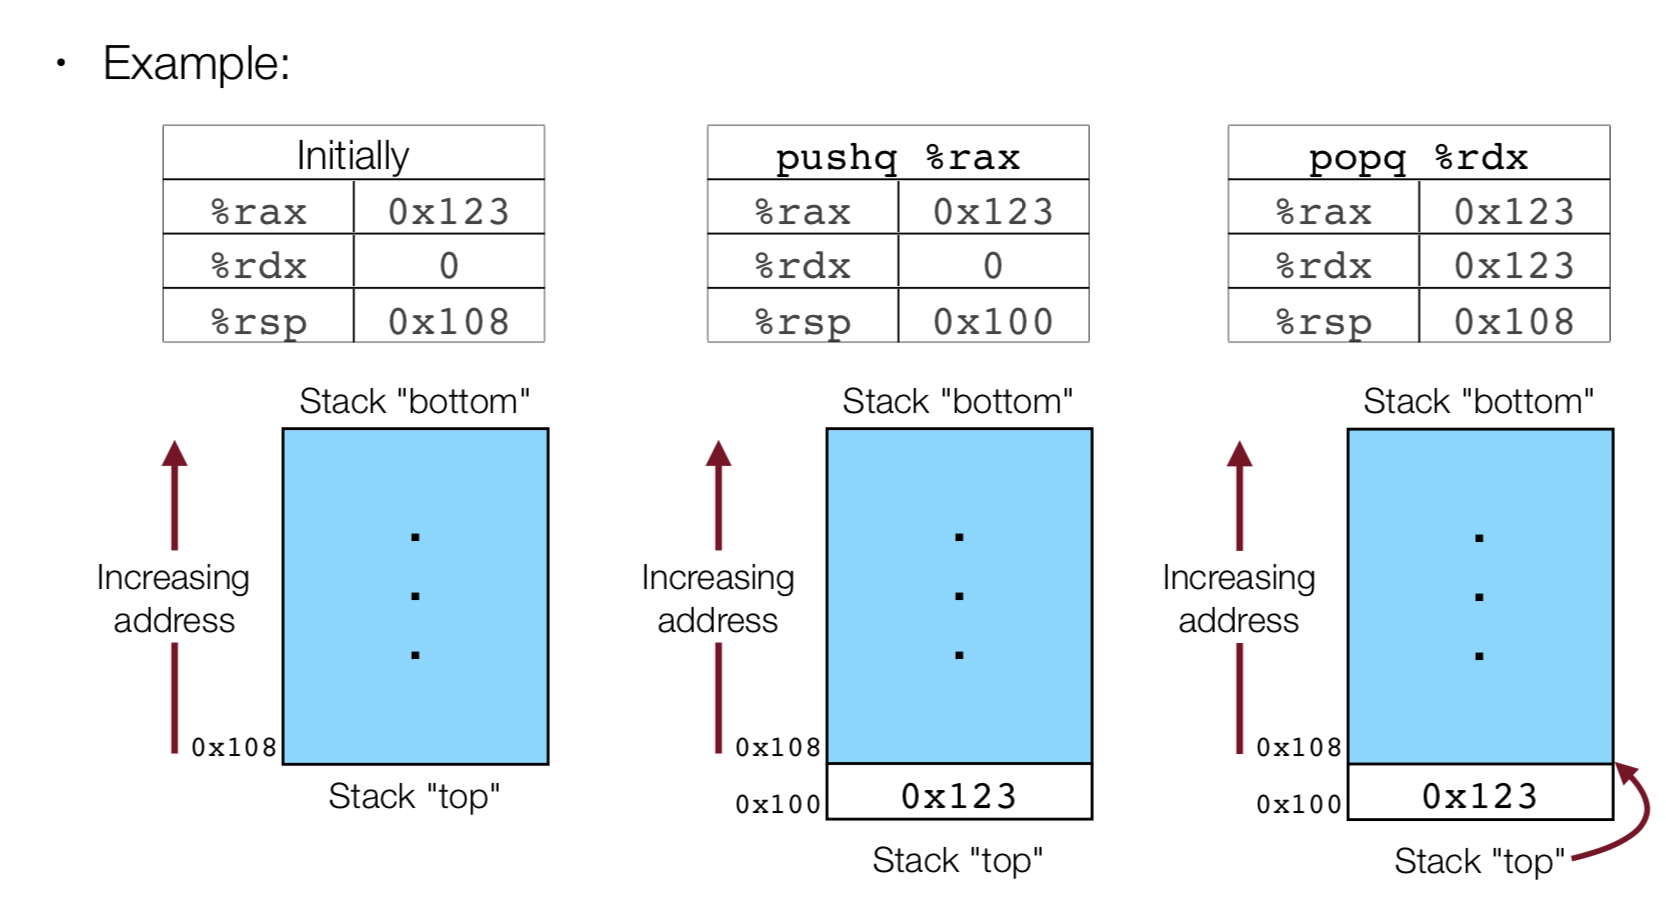 • Example:
Initially
%rax 0x123
%rdx 0
%rsp 0x108
pushq %rax
%rax 0x123
%rdx 0
%rsp 0x100
popq %rdx
%rax 0x123
%rdx 0x123
%rsp 0x108
Stack "bottom"
Increasing
address
0x108
Stack "top"
Stack "bottom"
Increasing
address
0x108
0x100 0x123
Stack "top"
Stack "bottom"
Increasing
address
0x108
0x100 0x123
Stack "top"